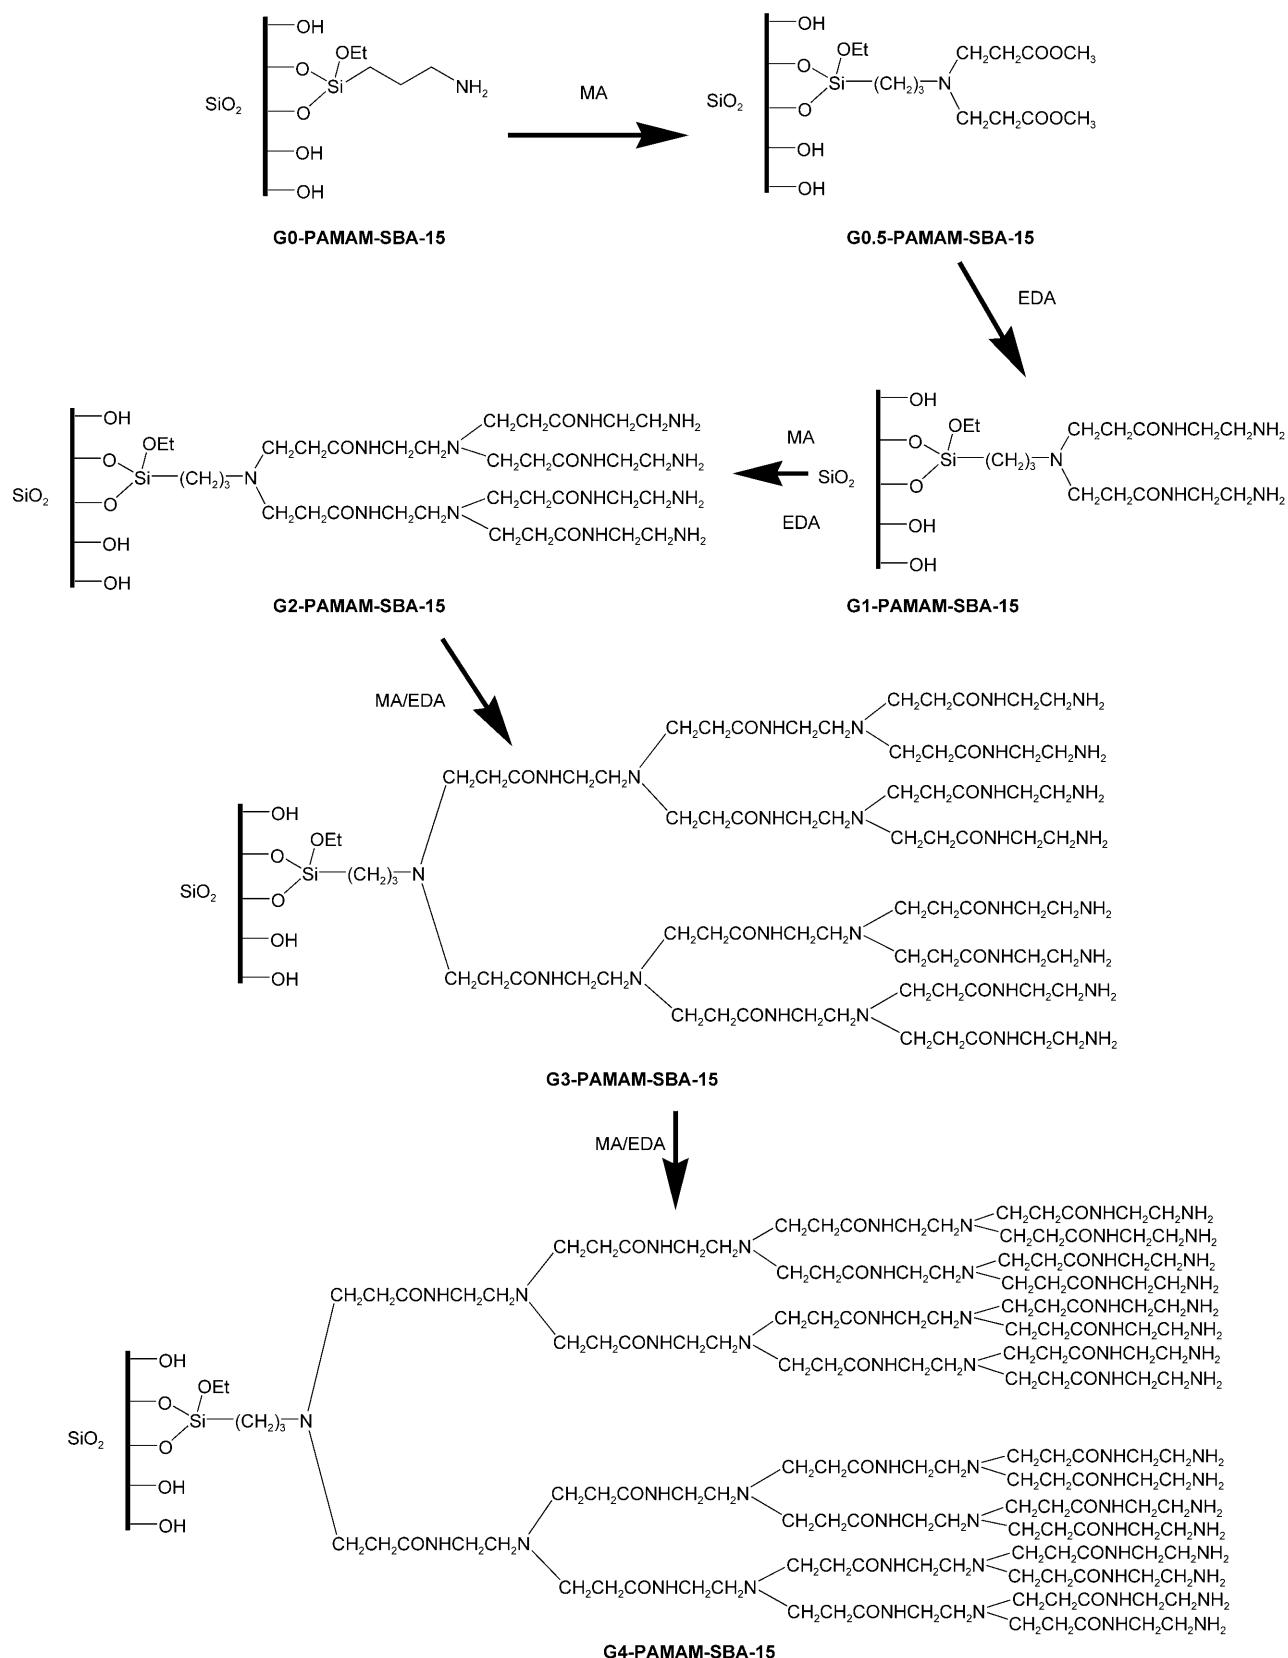 OH
OEt
O
Si
NH2
SiO2
O
OH
OH
G0-PAMAM-SBA-15
MA
OH
OEt
O
Si
(CH2)3
N
CH2CH2COOCH3
SiO2
O
CH2CH2COOCH3
OH
OH
G0.5-PAMAM-SBA-15
EDA
OH
OEt
O
Si
(CH2)3
N
CH2CH2CONHCH2CH2NH2
SiO2
O
CH2CH2CONHCH2CH2NH2
OH
OH
G1-PAMAM-SBA-15
MA
EDA
OH
OEt
O
Si
(CH2)3
N
CH2CH2CONHCH2CH2N
CH2CH2CONHCH2CH2NH2
CH2CH2CONHCH2CH2NH2
SiO2
O
CH2CH2CONHCH2CH2N
CH2CH2CONHCH2CH2NH2
CH2CH2CONHCH2CH2NH2
OH
OH
G2-PAMAM-SBA-15
MA/EDA
CH2CH2CONHCH2CH2NH2
CH2CH2CONHCH2CH2N
CH2CH2CONHCH2CH2NH2
CH2CH2CONHCH2CH2N
CH2CH2CONHCH2CH2NH2
CH2CH2CONHCH2CH2N
CH2CH2CONHCH2CH2NH2
OH
OEt
O
Si
(CH2)3
N
SiO2
O
OH
OH
CH2CH2CONHCH2CH2NH2
CH2CH2CONHCH2CH2N
CH2CH2CONHCH2CH2NH2
CH2CH2CONHCH2CH2N
CH2CH2CONHCH2CH2NH2
CH2CH2CONHCH2CH2N
CH2CH2CONHCH2CH2NH2
G3-PAMAM-SBA-15
MA/EDA
CH2CH2CONHCH2CH2NH2
CH2CH2CONHCH2CH2N
CH2CH2CONHCH2CH2NH2
CH2CH2CONHCH2CH2N
CH2CH2CONHCH2CH2NH2
CH2CH2CONHCH2CH2N
CH2CH2CONHCH2CH2NH2
CH2CH2CONHCH2CH2N
CH2CH2CONHCH2CH2NH2
CH2CH2CONHCH2CH2N
CH2CH2CONHCH2CH2NH2
CH2CH2CONHCH2CH2N
CH2CH2CONHCH2CH2NH2
CH2CH2CONHCH2CH2N
CH2CH2CONHCH2CH2NH2
OH
OEt
O
Si
(CH2)3
N
SiO2
O
OH
OH
CH2CH2CONHCH2CH2NH2
CH2CH2CONHCH2CH2N
CH2CH2CONHCH2CH2NH2
CH2CH2CONHCH2CH2N
CH2CH2CONHCH2CH2NH2
CH2CH2CONHCH2CH2N
CH2CH2CONHCH2CH2NH2
CH2CH2CONHCH2CH2N
CH2CH2CONHCH2CH2NH2
CH2CH2CONHCH2CH2N
CH2CH2CONHCH2CH2NH2
CH2CH2CONHCH2CH2N
CH2CH2CONHCH2CH2NH2
CH2CH2CONHCH2CH2N
CH2CH2CONHCH2CH2NH2
G4-PAMAM-SBA-15